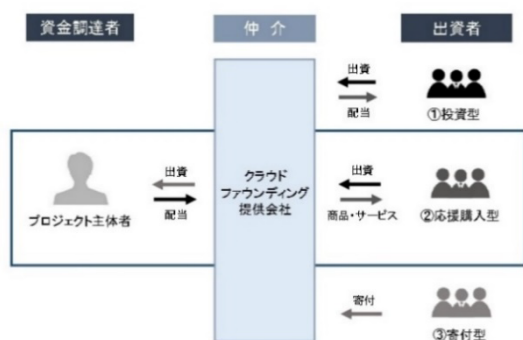 資金調達者
仲介
出資者
出資
配当
①投資型
出資
配当
プロジェクト主体者
クラウド
ファウンディング
提供会社
出資
商品・サービス
②応援購入型
寄付
③寄付型